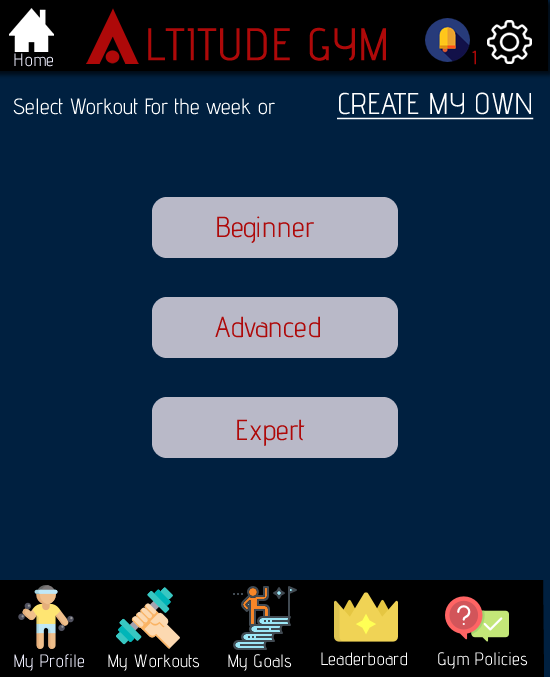 Home
ALTITUDE GYM
1
Select Workout For the week or
CREATE MY OWN
Beginner
Advanced
Expert
My Profile
My Workouts
My Goals
Leaderboard
Gym Policies